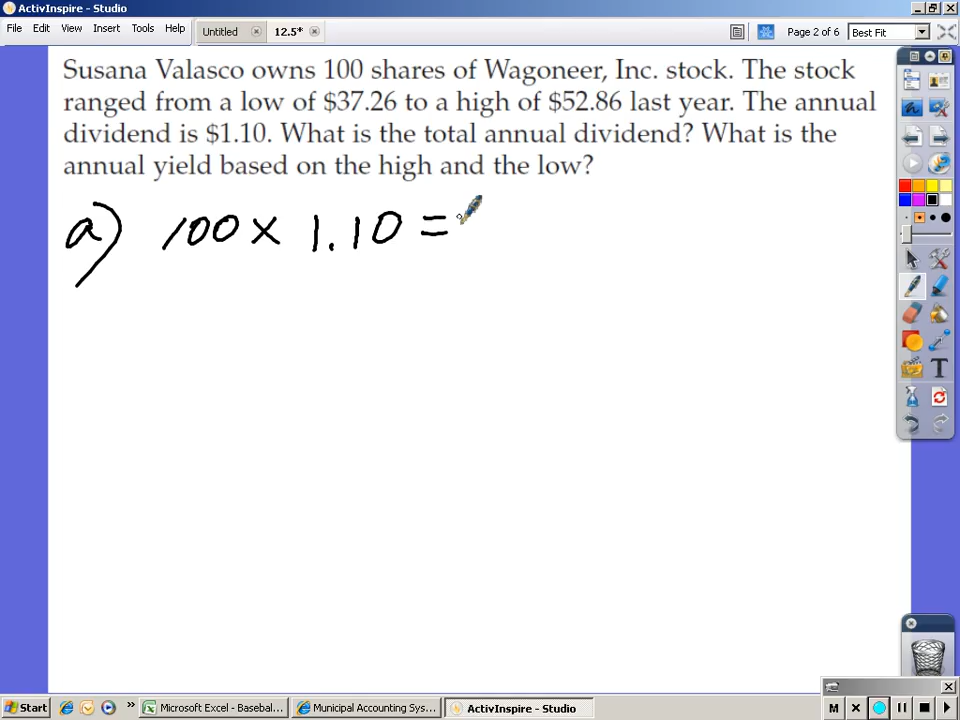 ActivInspire - Studio
File Edit View Insert Tools Help Untitled 12.5* Page 2 of 6 Best Fit
Susana Valasco owns 100 shares of Wagoneer, Inc. stock. The stock
ranged from a low of $37.26 to a high of $52.86 last year. The annual
dividend is $1.10. What is the total annual dividend? What is the
annual yield based on the high and the low?
a) 100 x 1.10 =
T
M
Start » Microsoft Excel - Basebal... Municipal Accounting Sys... ActivInspire - Studio